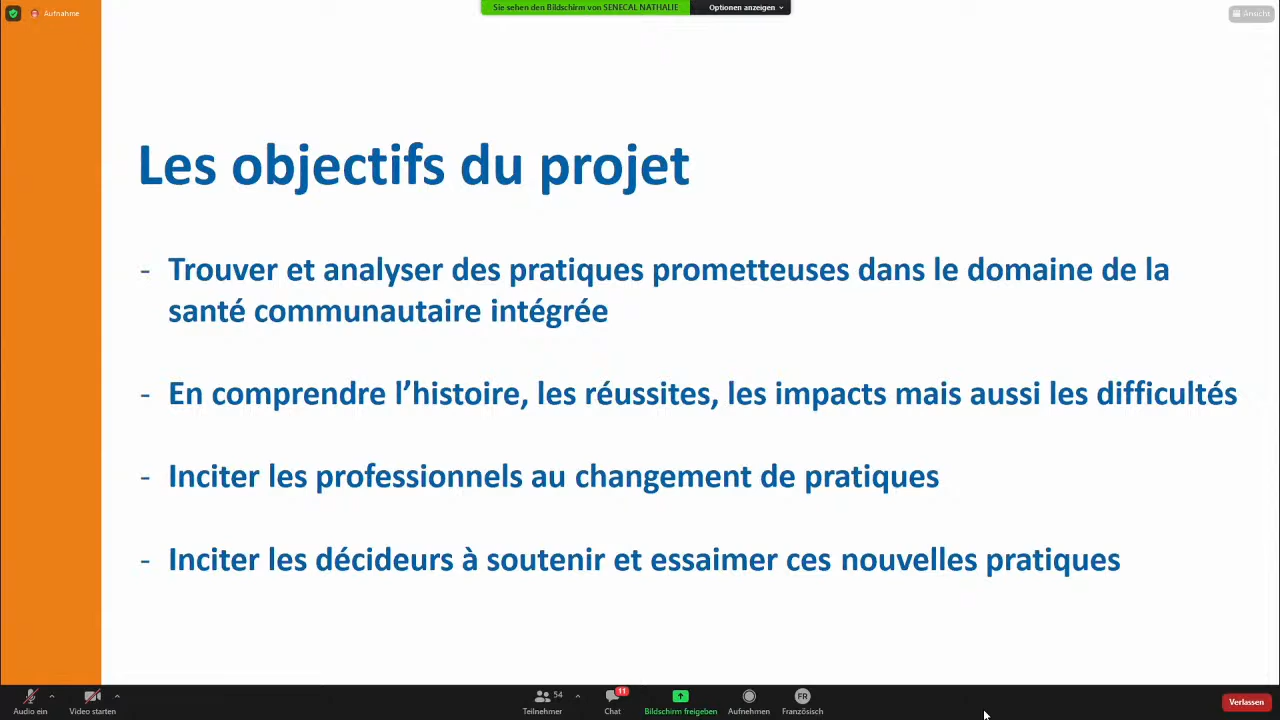 Aufnahme
Sie sehen den Bildschirm von SENECAL NATHALIE
Optionen anzeigen
Ansicht
Les objectifs du projet
- Trouver et analyser des pratiques prometteuses dans le domaine de la
santé communautaire intégrée
- En comprendre l’histoire, les réussites, les impacts mais aussi les difficultés
- Inciter les professionnels au changement de pratiques
- Inciter les décideurs à soutenir et essaimer ces nouvelles pratiques
Audio ein
Video starten
54
Teilnehmer
11
Chat
Bildschirm freigeben
Aufnehmen
FR
Französisch
Verlassen